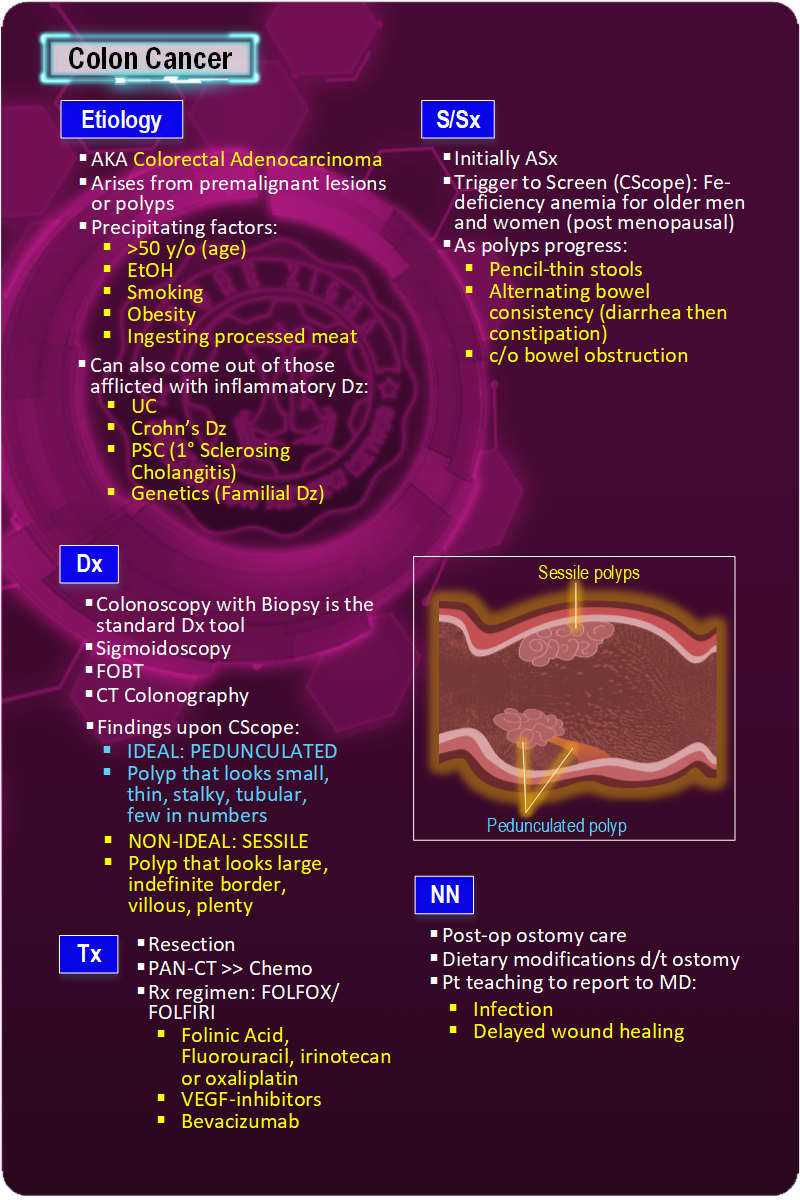 Colon Cancer
Etiology
▪AKA Colorectal Adenocarcinoma
▪Arises from premalignant lesions
or polyps
▪Precipitating factors:
▪ >50 y/o (age)
▪ EtOH
▪ Smoking
▪ Obesity
▪ Ingesting processed meat
▪Can also come out of those
afflicted with inflammatory Dz:
▪ UC
▪ Crohn’s Dz
▪ PSC (1° Sclerosing
Cholangitis)
▪ Genetics (Familial Dz)
S/Sx
▪Initially ASx
▪Trigger to Screen (CScope): Fe-
deficiency anemia for older men
and women (post menopausal)
▪As polyps progress:
▪ Pencil-thin stools
▪ Alternating bowel
consistency (diarrhea then
constipation)
▪ c/o bowel obstruction
Dx
▪Colonoscopy with Biopsy is the
standard Dx tool
▪Sigmoidoscopy
▪FOBT
▪CT Colonography
▪Findings upon CScope:
▪ IDEAL: PEDUNCULATED
▪ Polyp that looks small,
thin, stalky, tubular,
few in numbers
▪ NON-IDEAL: SESSILE
▪ Polyp that looks large,
indefinite border,
villous, plenty
Sessile polyps
Pedunculated polyp
Tx
▪Resection
▪PAN-CT >> Chemo
▪Rx regimen: FOLFOX/
FOLFIRI
▪ Folinic Acid,
Fluorouracil, irinotecan
or oxaliplatin
▪ VEGF-inhibitors
▪ Bevacizumab
NN
▪Post-op ostomy care
▪Dietary modifications d/t ostomy
▪Pt teaching to report to MD:
▪ Infection
▪ Delayed wound healing